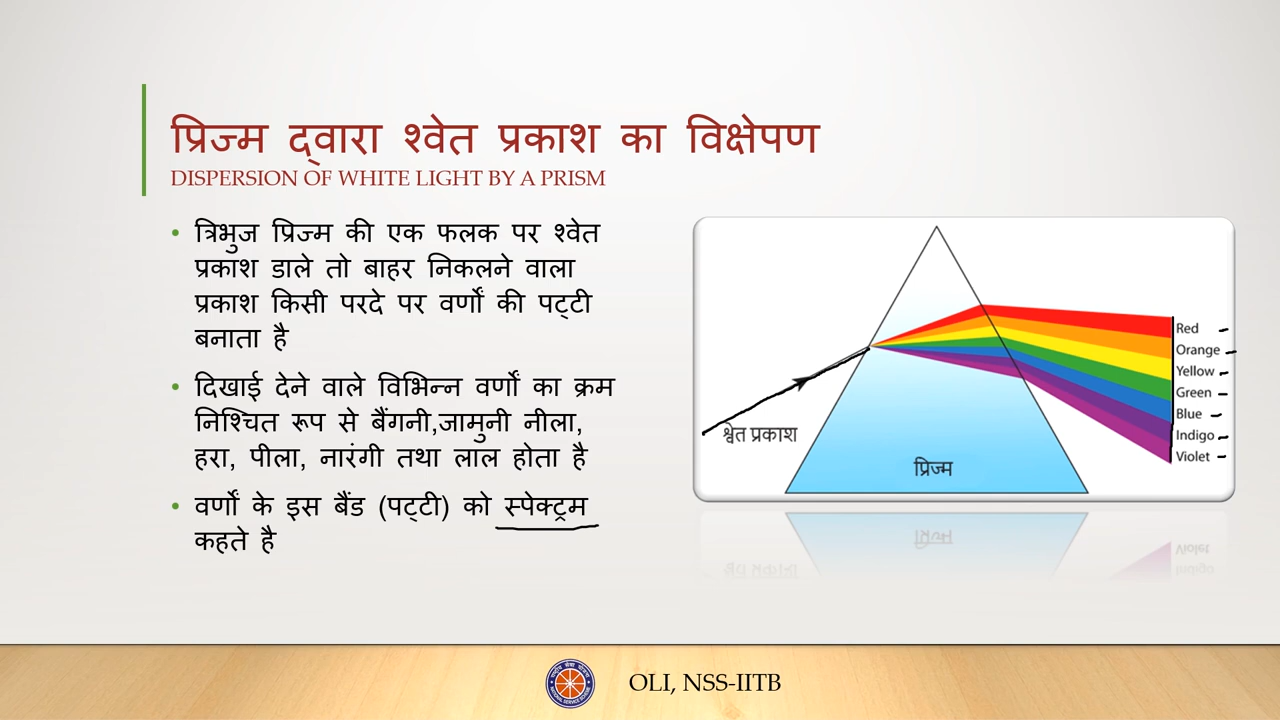 प्रिज्म द्वारा श्वेत प्रकाश का विक्षेपण
DISPERSION OF WHITE LIGHT BY A PRISM
• त्रिभुज प्रिज्म की एक फलक पर श्वेत
प्रकाश डाले तो बाहर निकलने वाला
प्रकाश किसी परदे पर वर्णों की पट्टी
बनाता है
• दिखाई देने वाले विभिन्न वर्णों का क्रम
निश्चित रूप से बैंगनी,जामुनी नीला,
हरा, पीला, नारंगी तथा लाल होता है
• वर्णों के इस बैंड (पट्टी) को स्पेक्ट्रम
कहते है
Red
Orange
Yellow
Green
Blue
Indigo
Violet
श्वेत प्रकाश
प्रिज्म
OLI, NSS-IITB